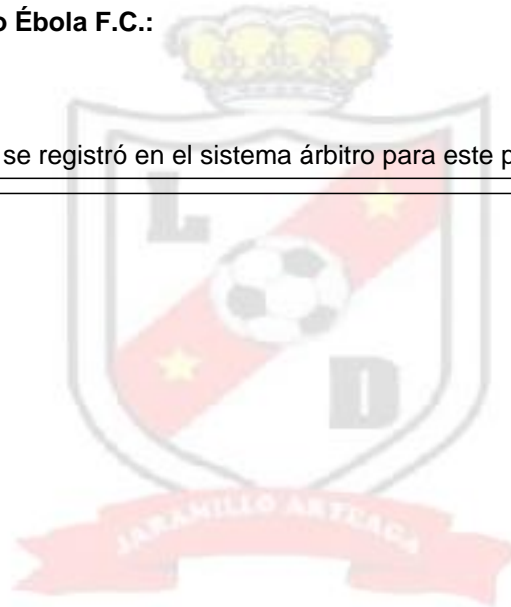 o Ébola F.C.:
se registró en el sistema árbitro para este p
L
D
JARAMILLO ARTEAGA